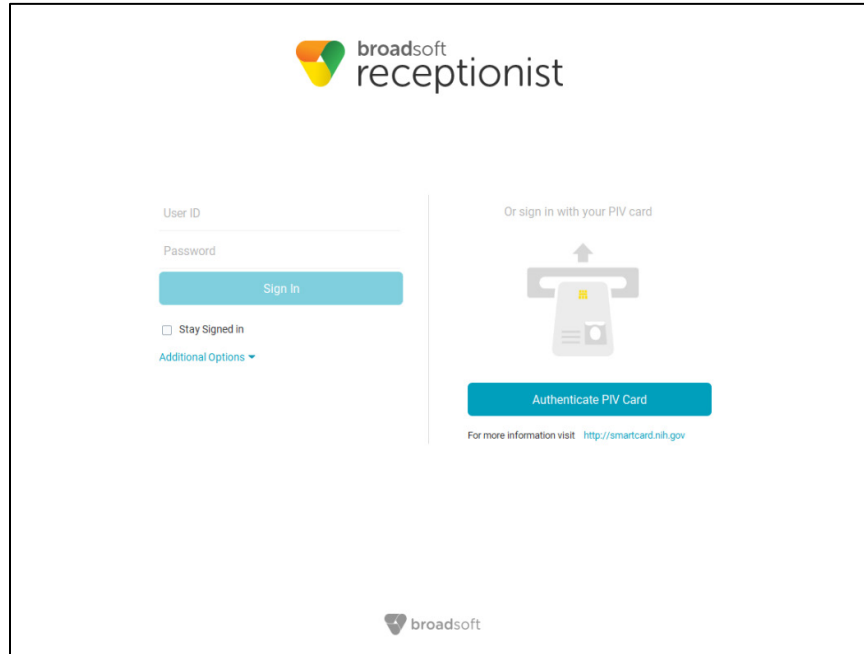 broadsoft
receptionist
User ID
Password
Sign In
Stay Signed in
Additional Options
Or sign in with your PIV card
Authenticate PIV Card
For more information visit http://smartcard.nih.gov
broadsoft